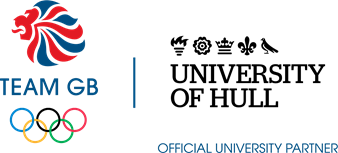 TEAM GB
UNIVERSITY
OF HULL
OFFICIAL UNIVERSITY PARTNER